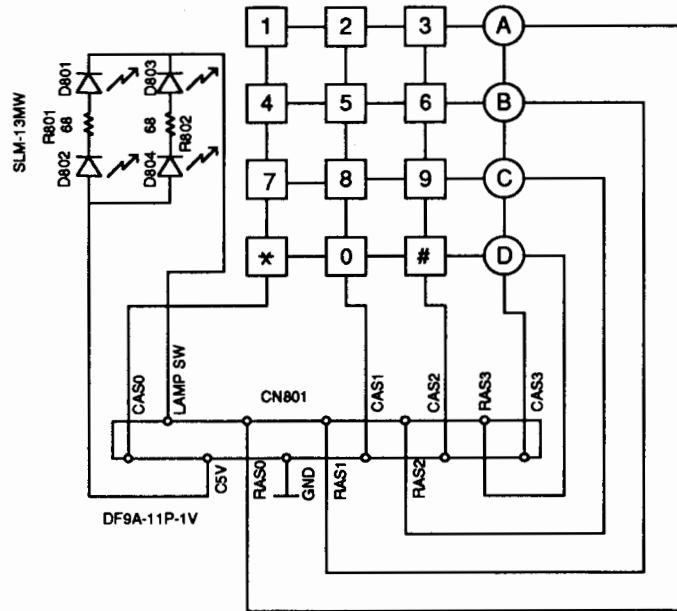 1 2 3 A
4 5 6 B
7 8 9 C
* 0 # D
SLM-13MW
D801
R801
68
D802
D803
68
R802
D804
CAS0
LAMP SW
CN801
CAS1
CAS2
RAS3
CAS3
C5V
RAS0
GND
RAS1
RAS2
DF9A-11P-1V